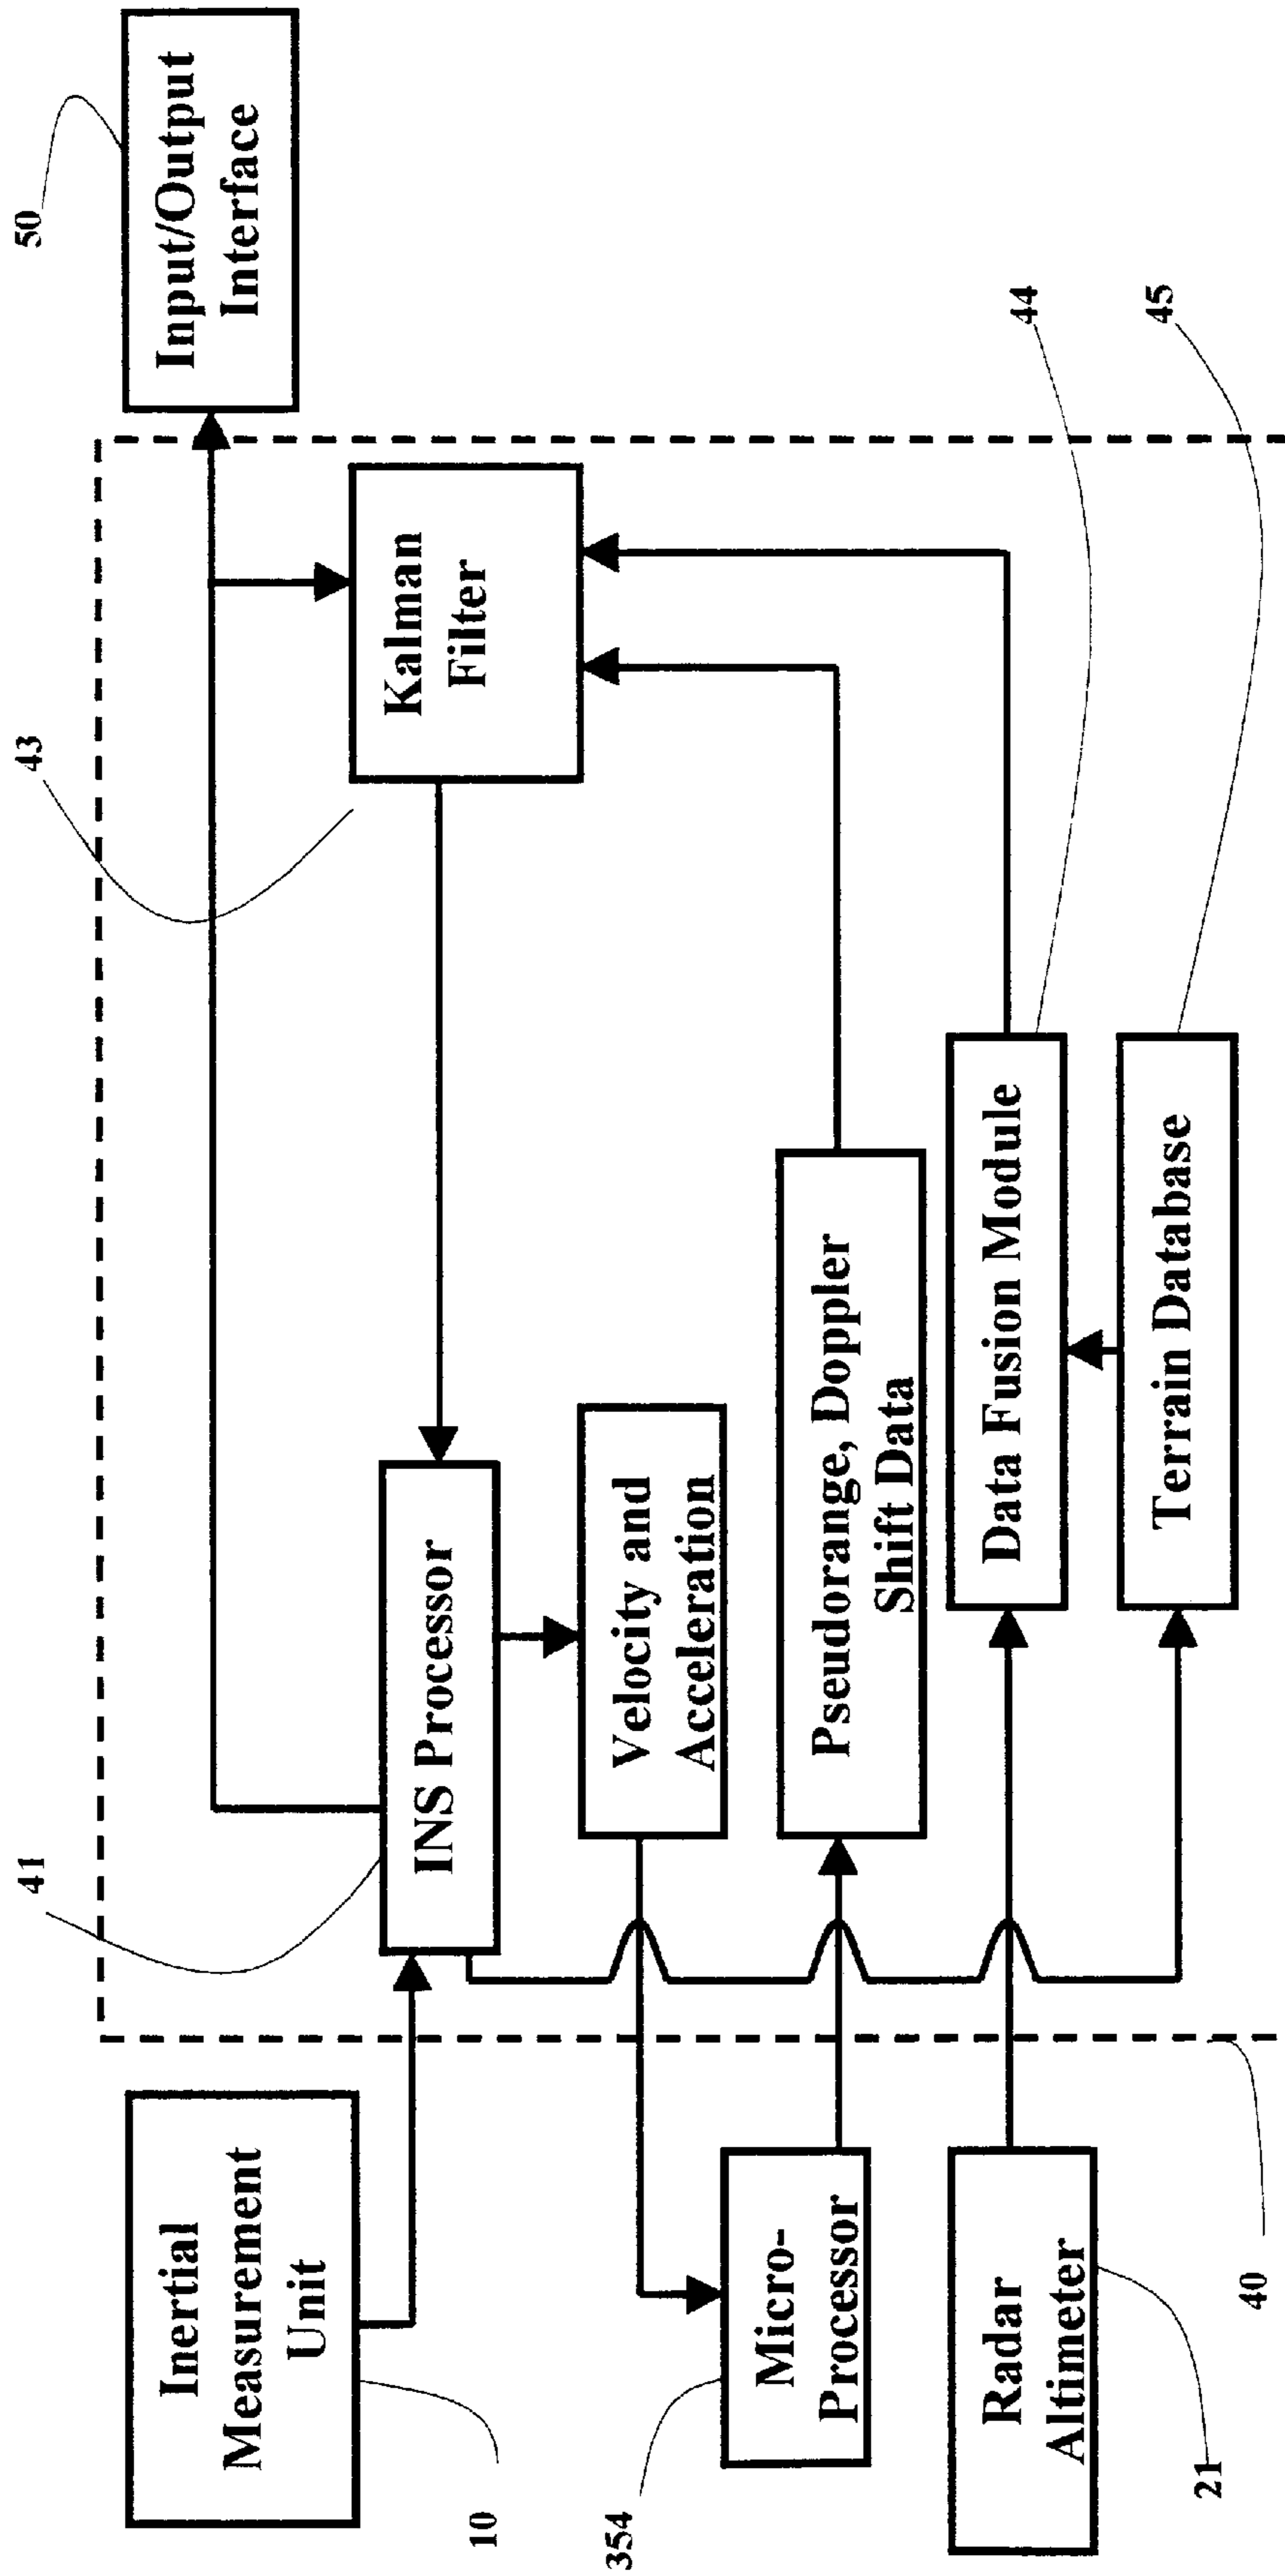 Inertial
Measurement
Unit
10
Micro-
Processor
354
Radar
Altimeter
21
40
41
INS Processor
Velocity and
Acceleration
Pseudorange, Doppler
Shift Data
Data Fusion Module
44
Terrain Database
45
43
Kalman
Filter
50
Input/Output
Interface